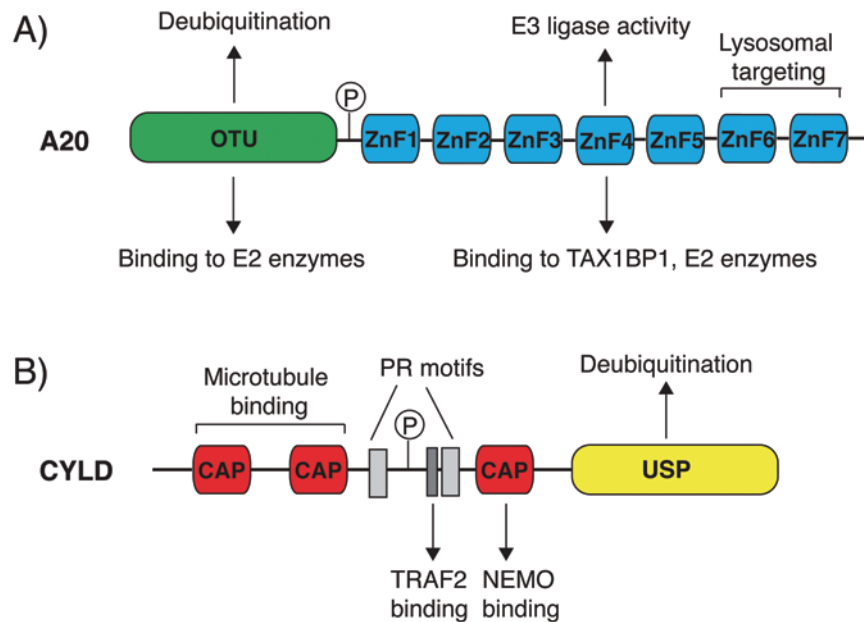 A)
Deubiquitination
E3 ligase activity
Lysosomal
targeting
P
A20
OTU
ZnF1
ZnF2
ZnF3
ZnF4
ZnF5
ZnF6
ZnF7
Binding to E2 enzymes
Binding to TAX1BP1, E2 enzymes
B)
Microtubule
binding
PR motifs
Deubiquitination
P
CYLD
CAP
CAP
CAP
USP
TRAF2
binding
NEMO
binding